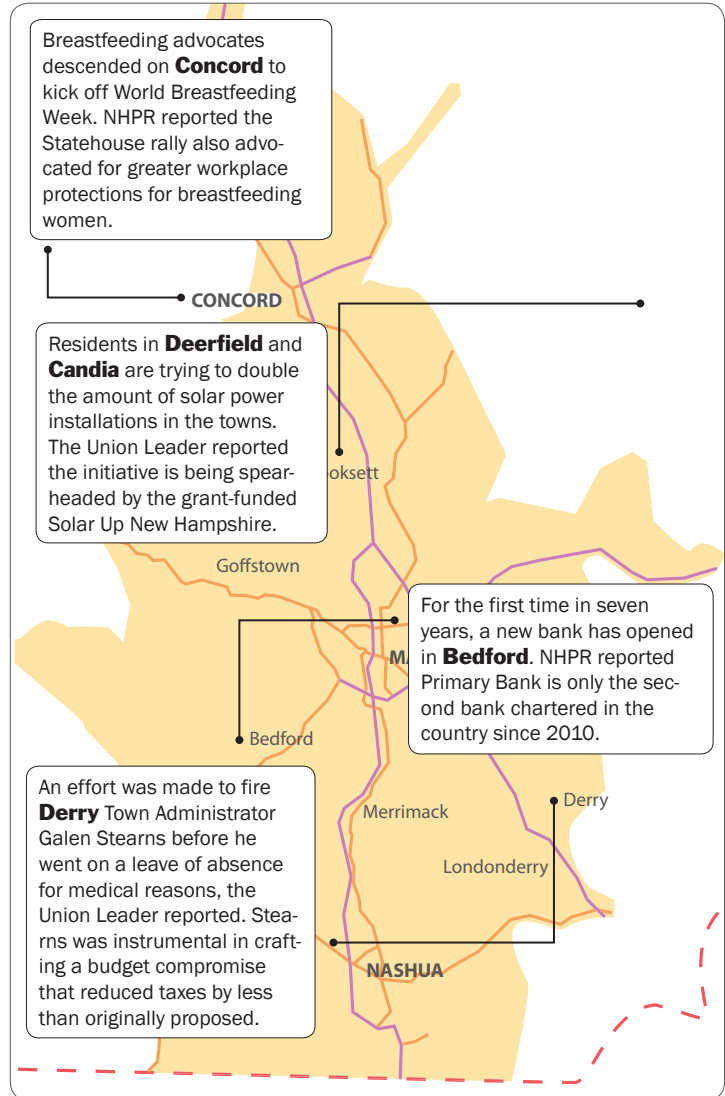 Breastfeeding advocates
descended on Concord to
kick off World Breastfeeding
Week. NHPR reported the
Statehouse rally also advo-
cated for greater workplace
protections for breastfeeding
women.
CONCORD
Residents in Deerfield and
Candia are trying to double
the amount of solar power
installations in the towns.
The Union Leader reported
the initiative is being spear-
headed by the grant-funded
Solar Up New Hampshire.
oksett
Goffstown
For the first time in seven
years, a new bank has opened
in Bedford. NHPR reported
Primary Bank is only the sec-
ond bank chartered in the
country since 2010.
Bedford
An effort was made to fire
Derry Town Administrator
Galen Stearns before he
went on a leave of absence
for medical reasons, the
Union Leader reported. Stea-
rns was instrumental in craft-
ing a budget compromise
that reduced taxes by less
than originally proposed.
Merrimack
Derry
Londonderry
NASHUA